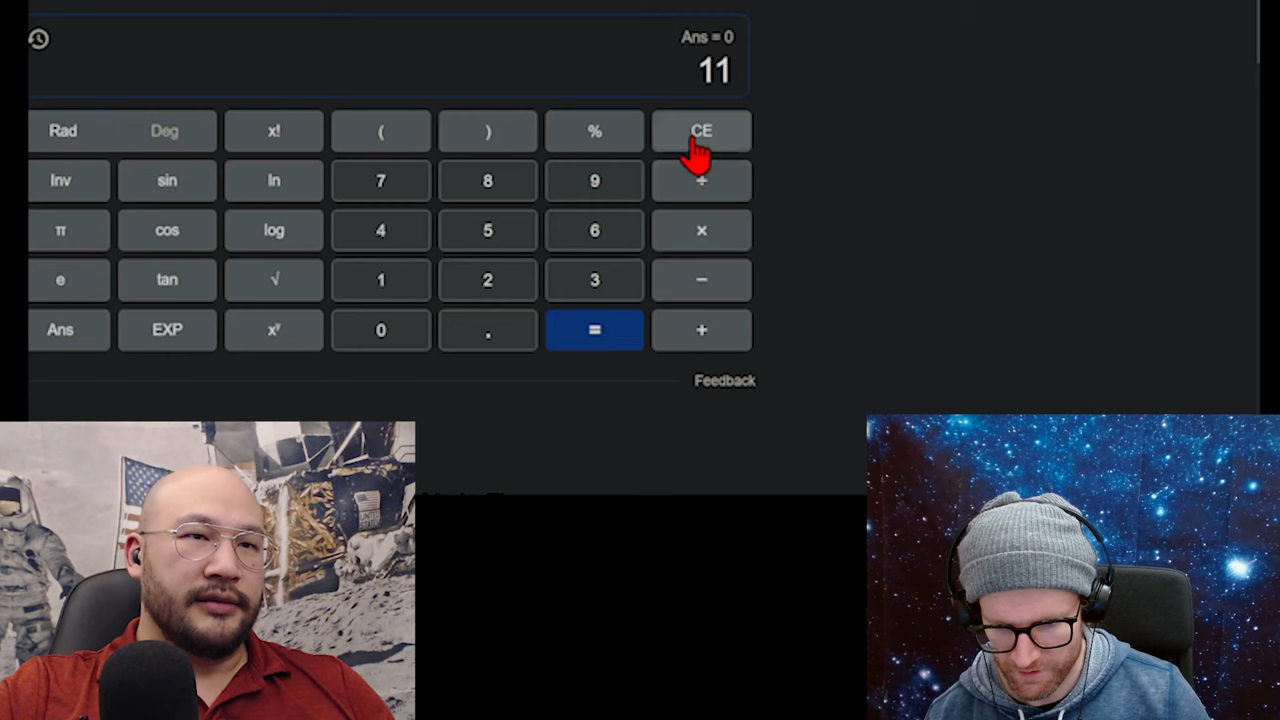 Ans = 0
11
Rad Deg x! ( ) % CE
Inv sin ln 7 8 9 ÷
π cos log 4 5 6 ×
e tan √ 1 2 3 −
Ans EXP xʸ 0 . = +
Feedback